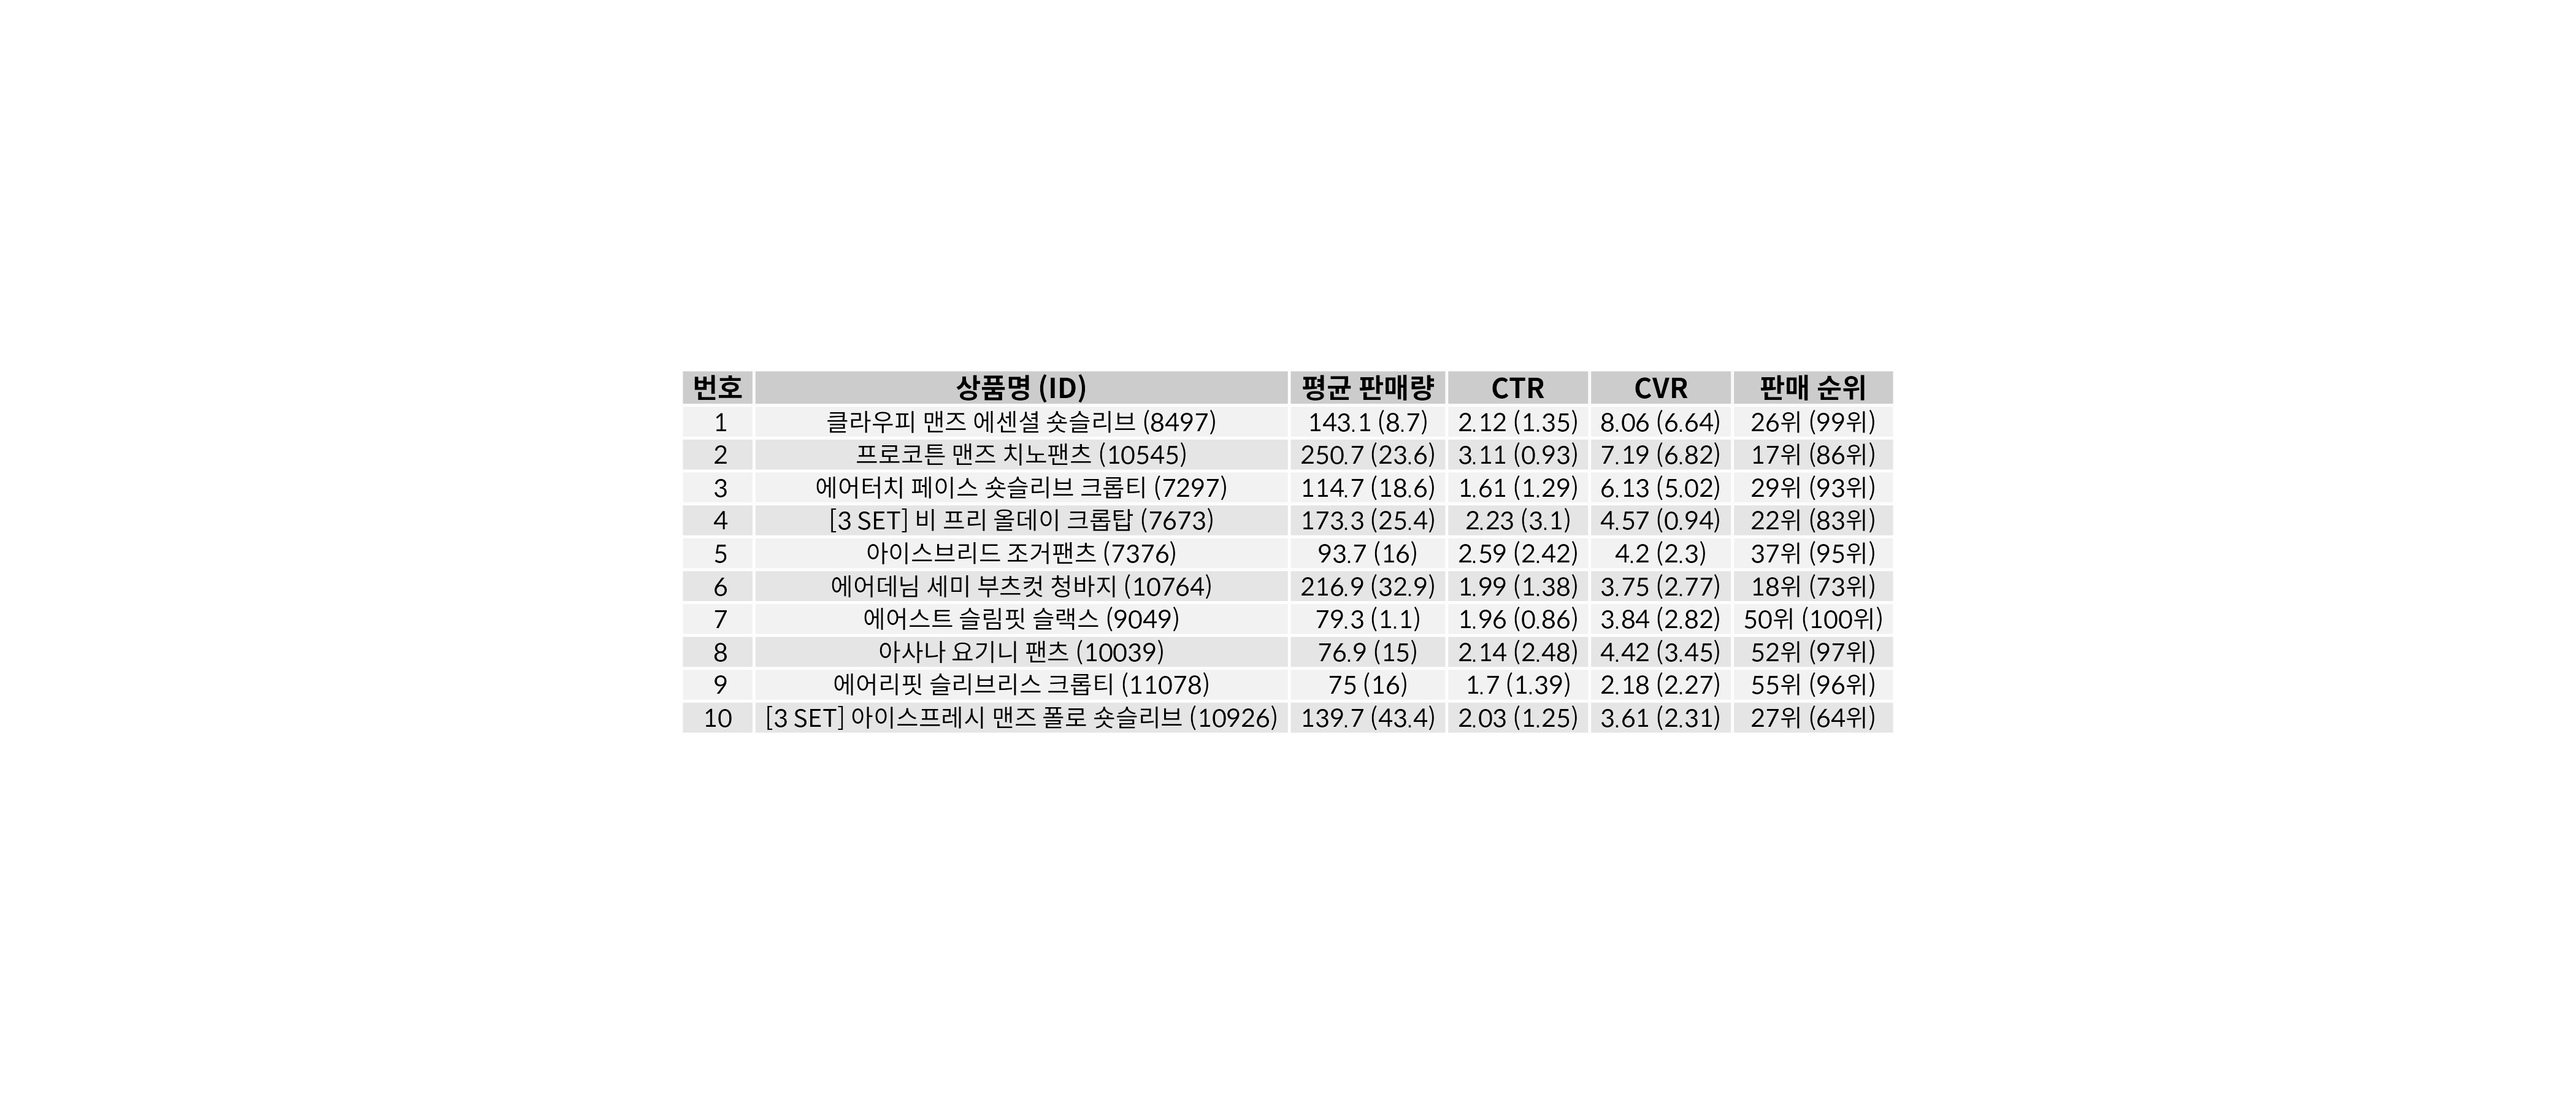 번호 상품명 (ID) 평균 판매량 CTR CVR 판매 순위
1 클라우피 맨즈 에센셜 숏슬리브 (8497) 143.1 (8.7) 2.12 (1.35) 8.06 (6.64) 26위 (99위)
2 프로코튼 맨즈 치노팬츠 (10545) 250.7 (23.6) 3.11 (0.93) 7.19 (6.82) 17위 (86위)
3 에어터치 페이스 숏슬리브 크롭티 (7297) 114.7 (18.6) 1.61 (1.29) 6.13 (5.02) 29위 (93위)
4 [3 SET] 비 프리 올데이 크롭탑 (7673) 173.3 (25.4) 2.23 (3.1) 4.57 (0.94) 22위 (83위)
5 아이스브리드 조거팬츠 (7376) 93.7 (16) 2.59 (2.42) 4.2 (2.3) 37위 (95위)
6 에어데님 세미 부츠컷 청바지 (10764) 216.9 (32.9) 1.99 (1.38) 3.75 (2.77) 18위 (73위)
7 에어스트 슬림핏 슬랙스 (9049) 79.3 (1.1) 1.96 (0.86) 3.84 (2.82) 50위 (100위)
8 아사나 요기니 팬츠 (10039) 76.9 (15) 2.14 (2.48) 4.42 (3.45) 52위 (97위)
9 에어리핏 슬리브리스 크롭티 (11078) 75 (16) 1.7 (1.39) 2.18 (2.27) 55위 (96위)
10 [3 SET] 아이스프레시 맨즈 폴로 숏슬리브 (10926) 139.7 (43.4) 2.03 (1.25) 3.61 (2.31) 27위 (64위)